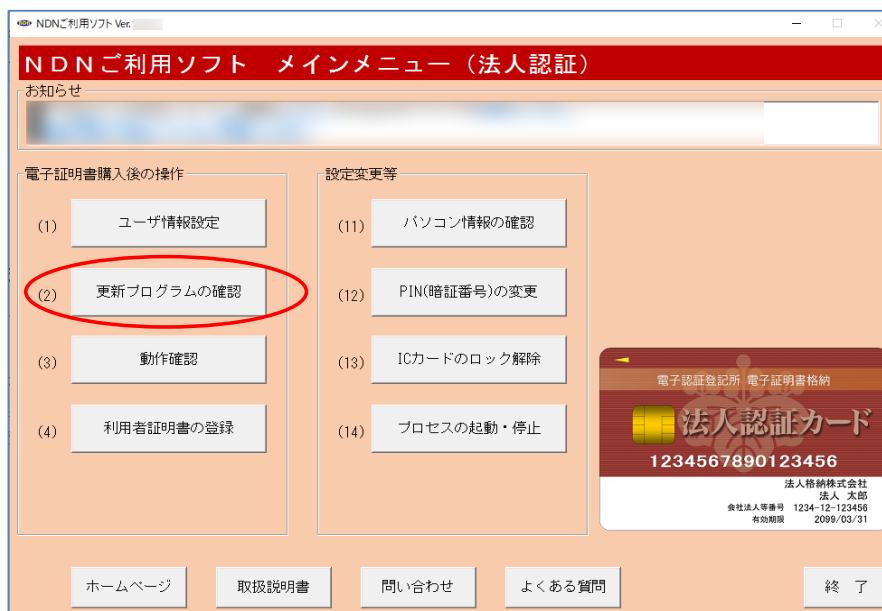 NDNご利用ソフト Ver.
NDNご利用ソフト メインメニュー(法人認証)
お知らせ
電子証明書購入後の操作
(1) ユーザ情報設定
(2) 更新プログラムの確認
(3) 動作確認
(4) 利用者証明書の登録
設定変更等
(11) パソコン情報の確認
(12) PIN(暗証番号)の変更
(13) ICカードのロック解除
(14) プロセスの起動・停止
電子認証登記所 電子証明書格納
法人認証カード
1234567890123456
法人格納株式会社
法人 太郎
会社法人等番号 1234-12-123456
有効期限 2099/03/31
ホームページ 取扱説明書 問い合わせ よくある質問 終 了